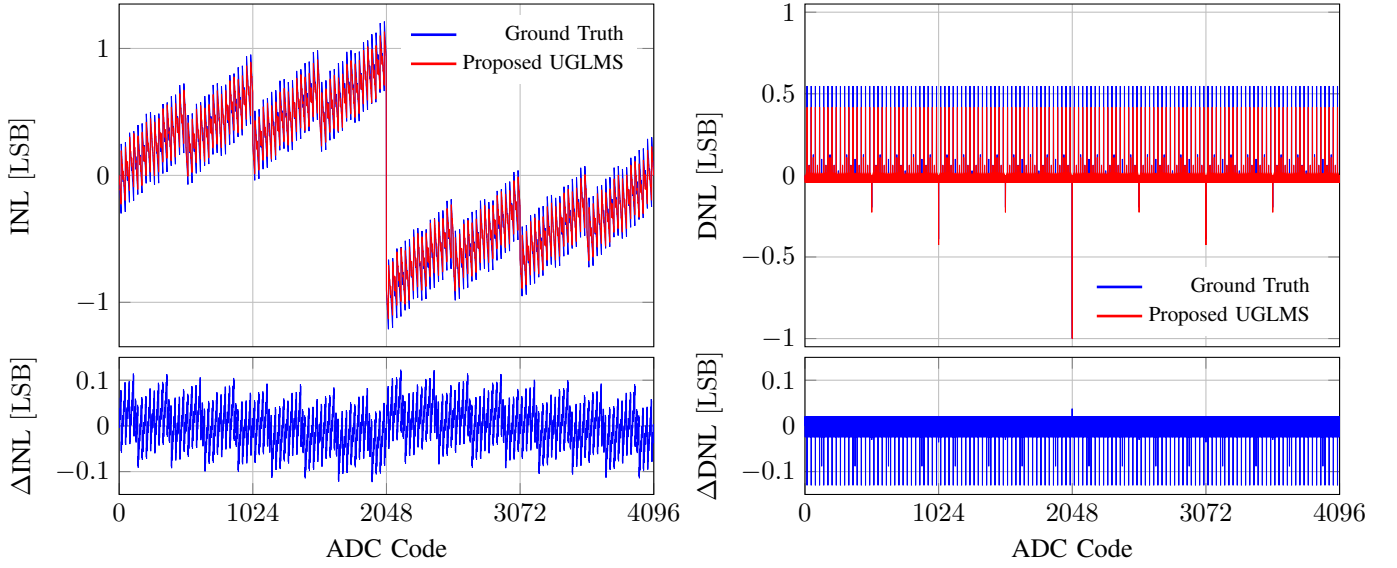 INL [LSB]
1
0
−1
Ground Truth
Proposed UGLMS
ΔINL [LSB]
0.1
0
−0.1
0
1024
2048
3072
4096
ADC Code
DNL [LSB]
1
0.5
0
−0.5
−1
Ground Truth
Proposed UGLMS
ΔDNL [LSB]
0.1
0
−0.1
0
1024
2048
3072
4096
ADC Code